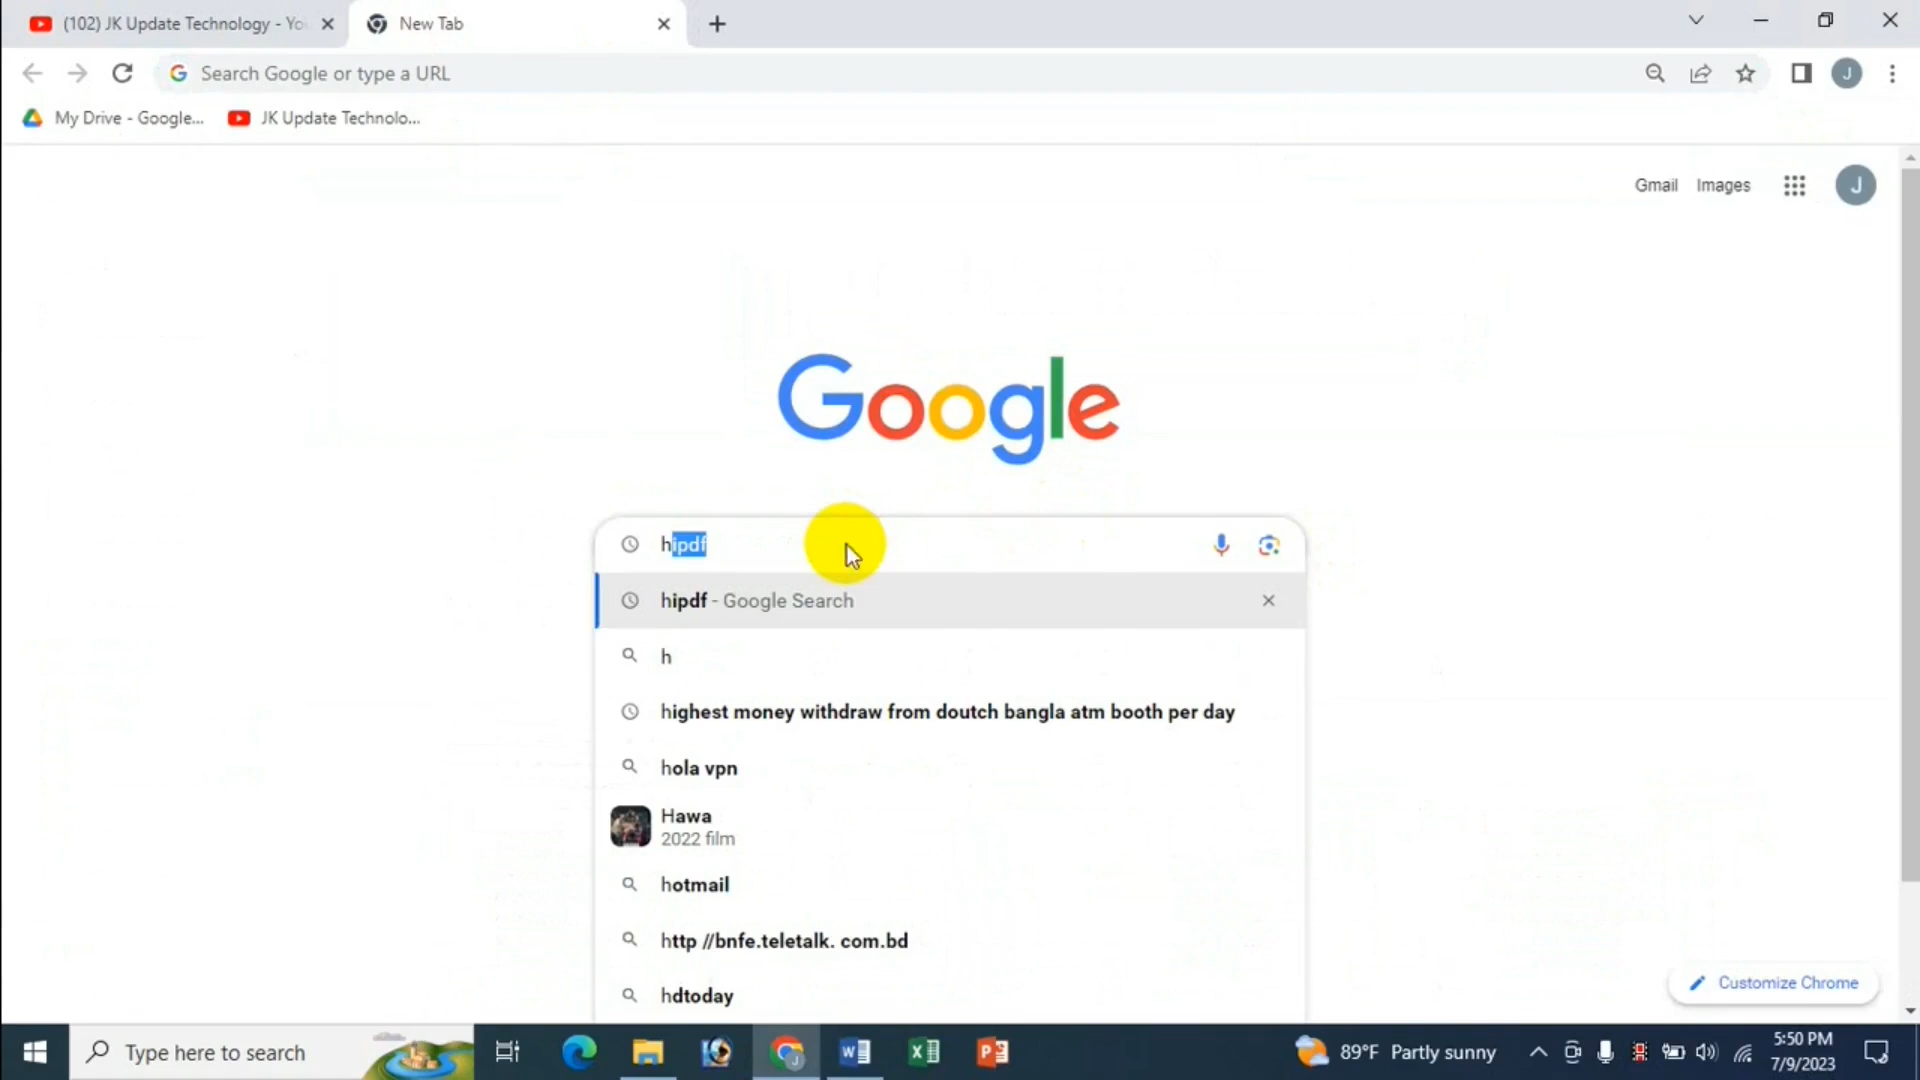 (102) JK Update Technology - You
New Tab
Search Google or type a URL
J
My Drive - Google...
JK Update Technolo...
Gmail
Images
J
Google
hipdf
hipdf - Google Search
h
highest money withdraw from doutch bangla atm booth per day
hola vpn
Hawa
2022 film
hotmail
http //bnfe.teletalk. com.bd
hdtoday
Customize Chrome
Type here to search
89°F Partly sunny
5:50 PM
7/9/2023